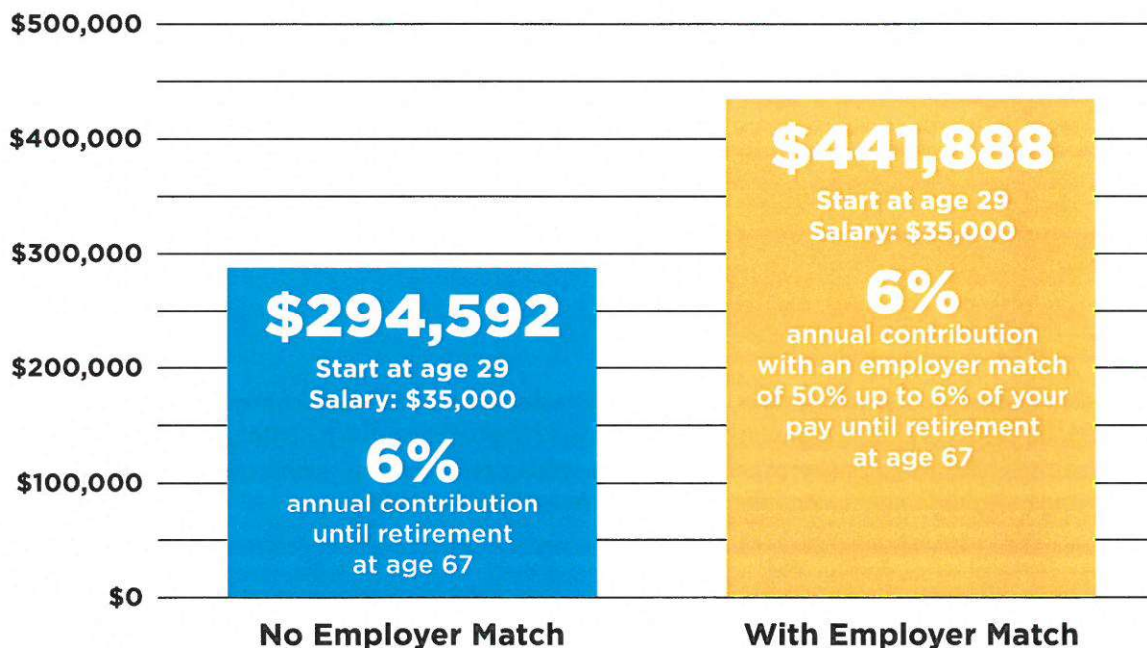 $500,000
$400,000
$300,000
$200,000
$100,000
$0
$294,592
Start at age 29
Salary: $35,000
6%
annual contribution
until retirement
at age 67
No Employer Match
$441,888
Start at age 29
Salary: $35,000
6%
annual contribution
with an employer match
of 50% up to 6% of your
pay until retirement
at age 67
With Employer Match